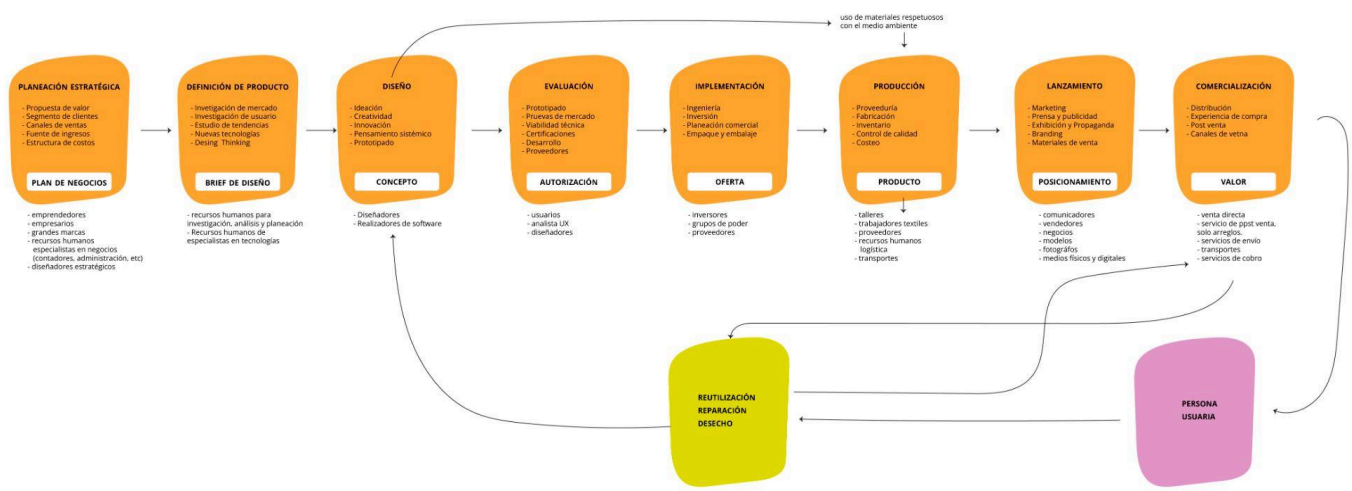 uso de materiales respetuosos
con el medio ambiente
PLANEACIÓN ESTRATÉGICA
- Propuesta de valor
- Segmento de clientes
- Canales de ventas
- Fuente de ingresos
- Estructura de costos
PLAN DE NEGOCIOS
- emprendedores
- empresarios
- grandes marcas
- recursos humanos
especialistas en negocios
(contadores, administración, etc)
- diseñadores estratégicos
DEFINICIÓN DE PRODUCTO
- Invetigación de mercado
- Investigación de usuario
- Estudio de tendencias
- Nuevas tecnologías
- Desing Thinking
BRIEF DE DISEÑO
- recursos humanos para
investigación, análisis y planeación
- Recursos humanos de
especialistas en tecnologías
DISEÑO
- Ideación
- Creatividad
- Innovación
- Pensamiento sistémico
- Prototipado
CONCEPTO
- Diseñadores
- Realizadores de software
EVALUACIÓN
- Prototipado
- Pruevas de mercado
- Viabilidad técnica
- Certificaciones
- Desarrollo
- Proveedores
AUTORIZACIÓN
- usuarios
- analista UX
- diseñadores
IMPLEMENTACIÓN
- Ingeniería
- Inversión
- Planeación comercial
- Empaque y embalaje
OFERTA
- inversores
- grupos de poder
- proveedores
PRODUCCIÓN
- Proveeduría
- Fabricación
- Inventario
- Control de calidad
- Costeo
PRODUCTO
- talleres
- trabajadores textiles
- proveedores
- recursos humanos
logística
- transportes
LANZAMIENTO
- Marketing
- Prensa y publicidad
- Exhibición y Propaganda
- Branding
- Materiales de venta
POSICIONAMIENTO
- comunicadores
- vendedores
- negocios
- modelos
- fotográfos
- medios físicos y digitales
COMERCIALIZACIÓN
- Distribución
- Experiencia de compra
- Post venta
- Canales de vetna
VALOR
- venta directa
- servicio de ppst venta,
solo arreglos.
- servicios de envío
- transportes
- servicios de cobro
REUTILIZACIÓN
REPARACIÓN
DESECHO
PERSONA
USUARIA